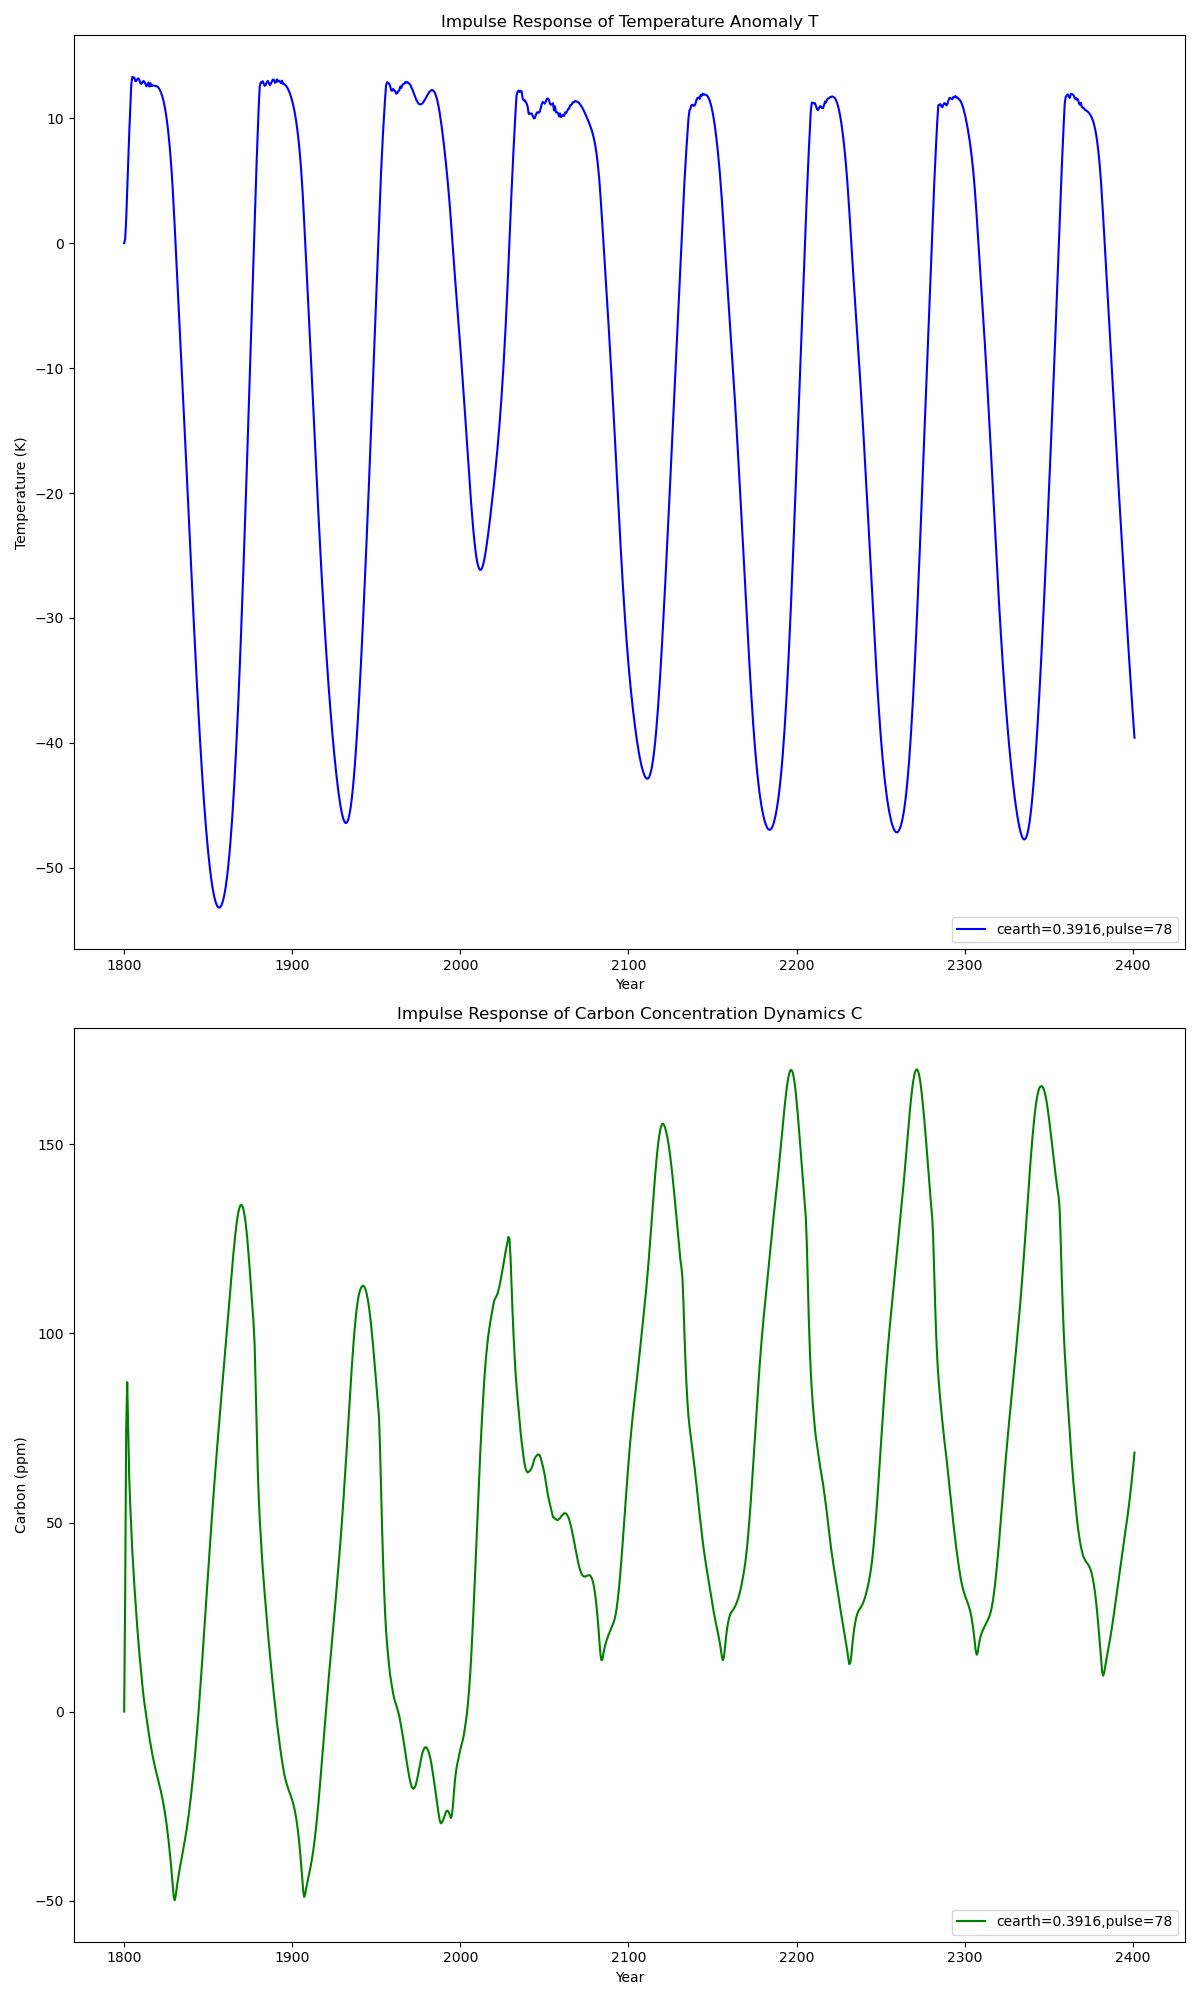 Impulse Response of Temperature Anomaly T
10
0
−10
−20
−30
−40
−50
Temperature (K)
cearth=0.3916,pulse=78
1800 1900 2000 2100 2200 2300 2400
Year
Impulse Response of Carbon Concentration Dynamics C
150
100
50
0
−50
Carbon (ppm)
cearth=0.3916,pulse=78
1800 1900 2000 2100 2200 2300 2400
Year